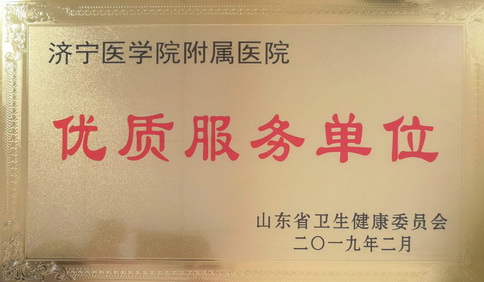 济宁医学院附属医院
优质服务单位
山东省卫生健康委员会
二〇一九年二月